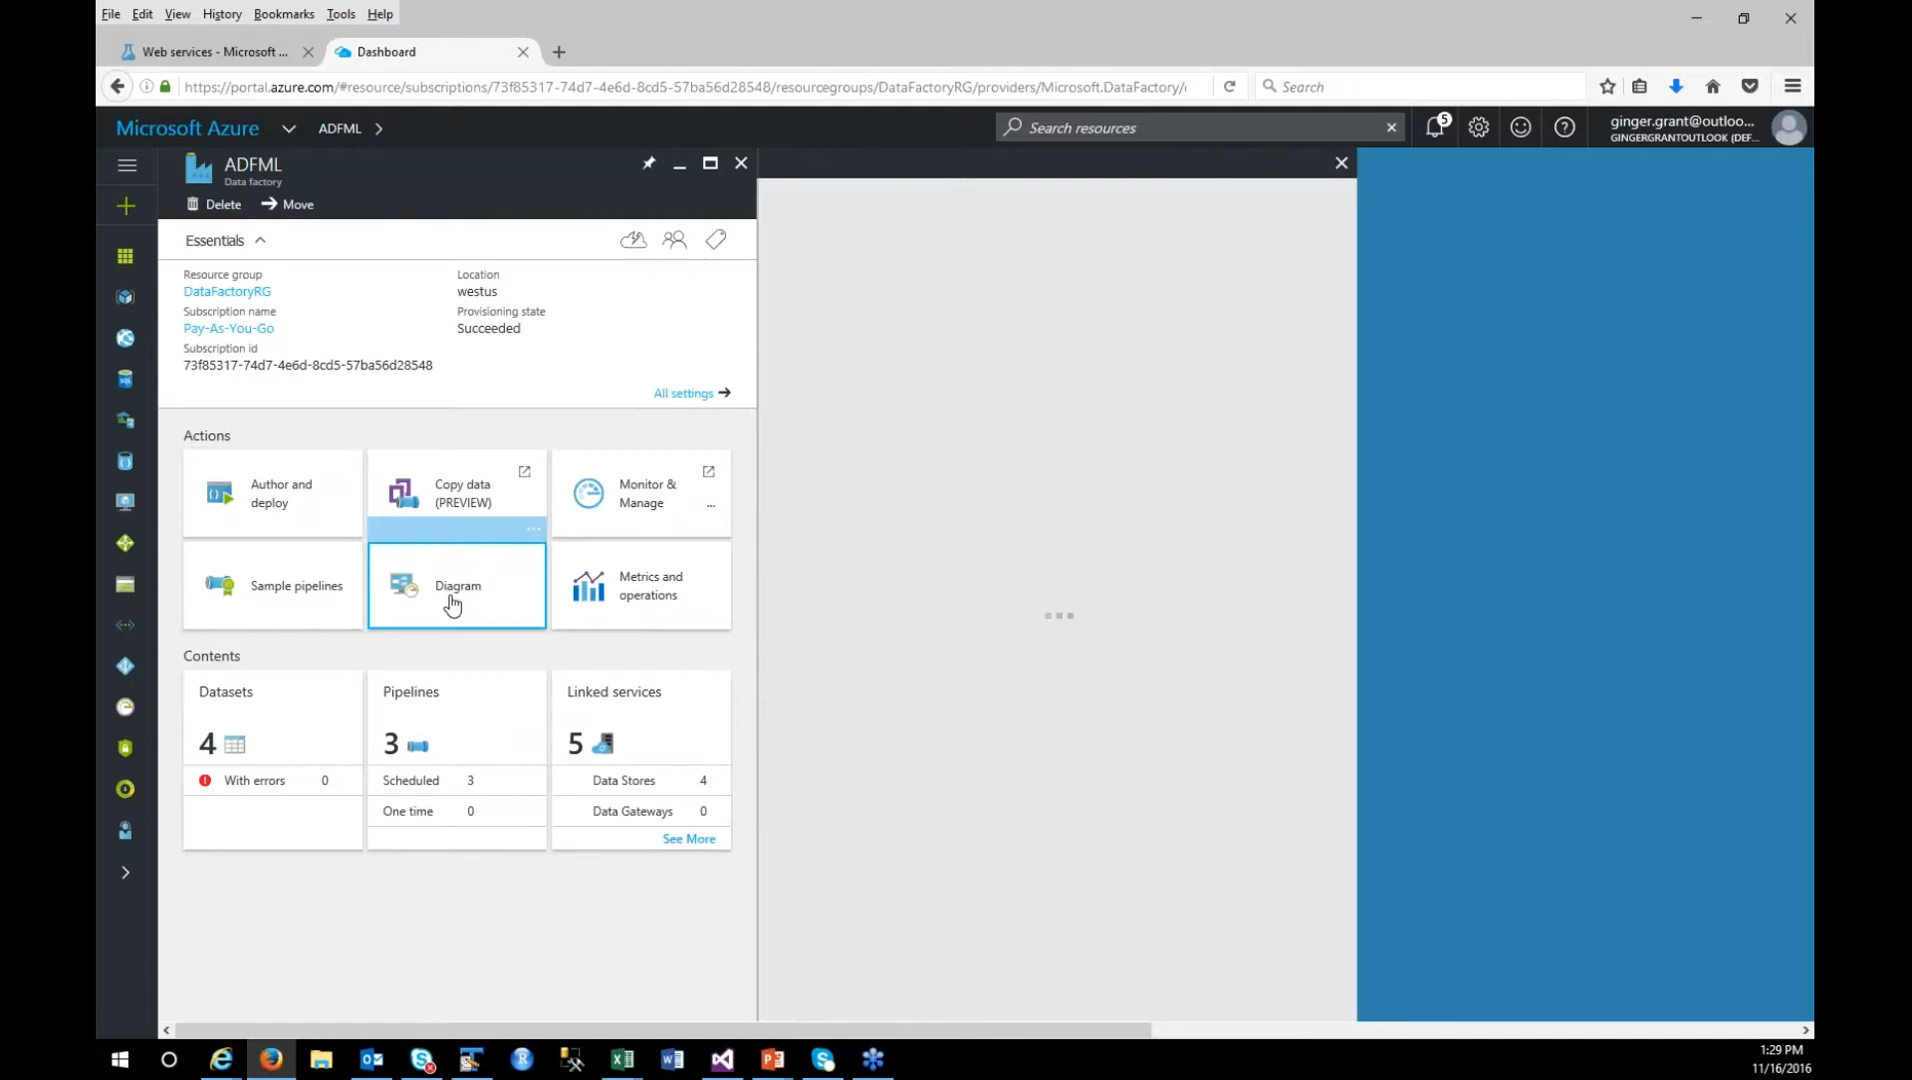 File Edit View History Bookmarks Tools Help
Web services - Microsoft ...
Dashboard
https://portal.azure.com/#resource/subscriptions/73f85317-74d7-4e6d-8cd5-57ba56d28548/resourcegroups/DataFactoryRG/providers/Microsoft.DataFactory/
Search
Microsoft Azure
ADFML
Search resources
5
ginger.grant@outloo...
GINGERGRANTOUTLOOK (DEF...
ADFML
Data factory
Delete
Move
Essentials
Resource group
DataFactoryRG
Location
westus
Subscription name
Pay-As-You-Go
Provisioning state
Succeeded
Subscription id
73f85317-74d7-4e6d-8cd5-57ba56d28548
All settings
Actions
Author and
deploy
Copy data
(PREVIEW)
Monitor &
Manage
...
Sample pipelines
Diagram
Metrics and
operations
Contents
Datasets
4
With errors 0
Pipelines
3
Scheduled 3
One time 0
Linked services
5
Data Stores 4
Data Gateways 0
See More
1:29 PM
11/16/2016